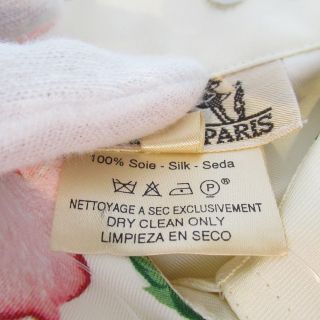 PARIS
100% Soie - Silk - Seda
P ®
NETTOYAGE A SEC EXCLUSIVEMENT
DRY CLEAN ONLY
LIMPIEZA EN SECO